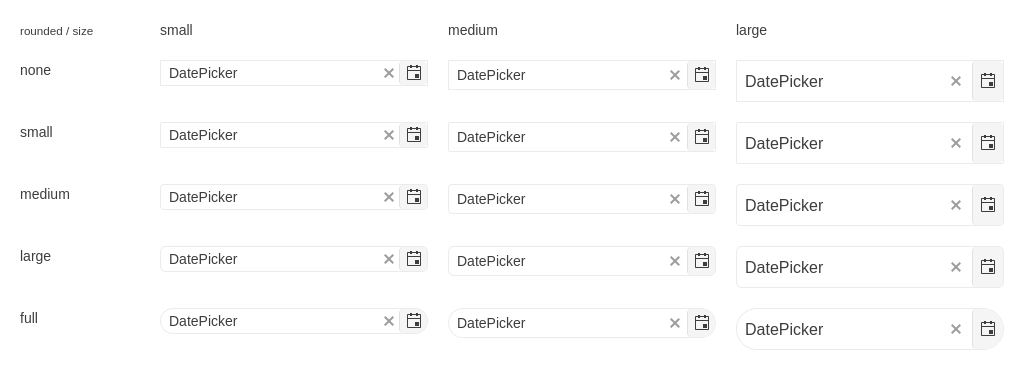 rounded / size small medium large
none DatePicker DatePicker DatePicker
small DatePicker DatePicker DatePicker
medium DatePicker DatePicker DatePicker
large DatePicker DatePicker DatePicker
full DatePicker DatePicker DatePicker